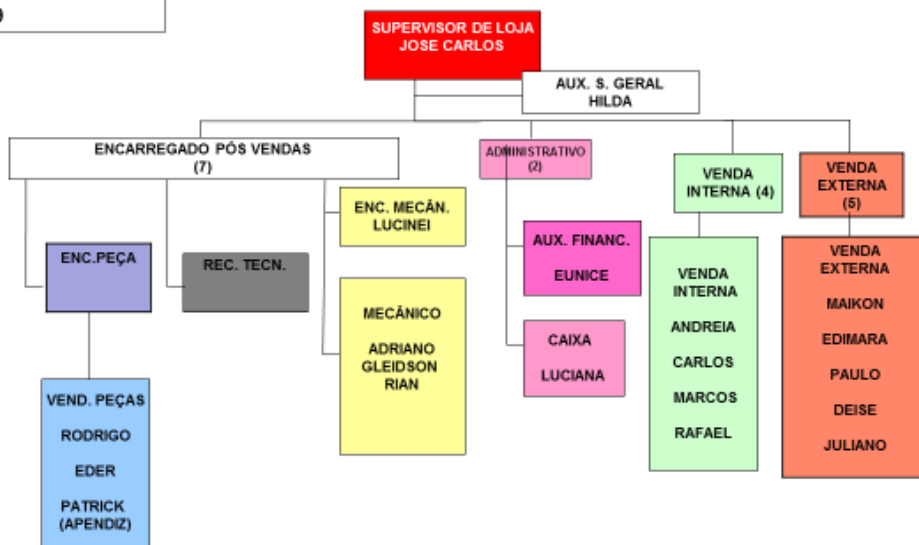 9
SUPERVISOR DE LOJA
JOSE CARLOS
AUX. S. GERAL
HILDA
ENCARREGADO PÓS VENDAS
(7)
ADMINISTRATIVO
(2)
VENDA
INTERNA (4)
VENDA
EXTERNA
(5)
ENC. MECÂN.
LUCINEI
ENC.PEÇA
REC. TECN.
AUX. FINANC.
EUNICE
VENDA
INTERNA
ANDREIA
CARLOS
MARCOS
RAFAEL
VENDA
EXTERNA
MAIKON
EDIMARA
PAULO
DEISE
JULIANO
MECÂNICO
ADRIANO
GLEIDSON
RIAN
CAIXA
LUCIANA
VEND. PEÇAS
RODRIGO
EDER
PATRICK
(APENDIZ)